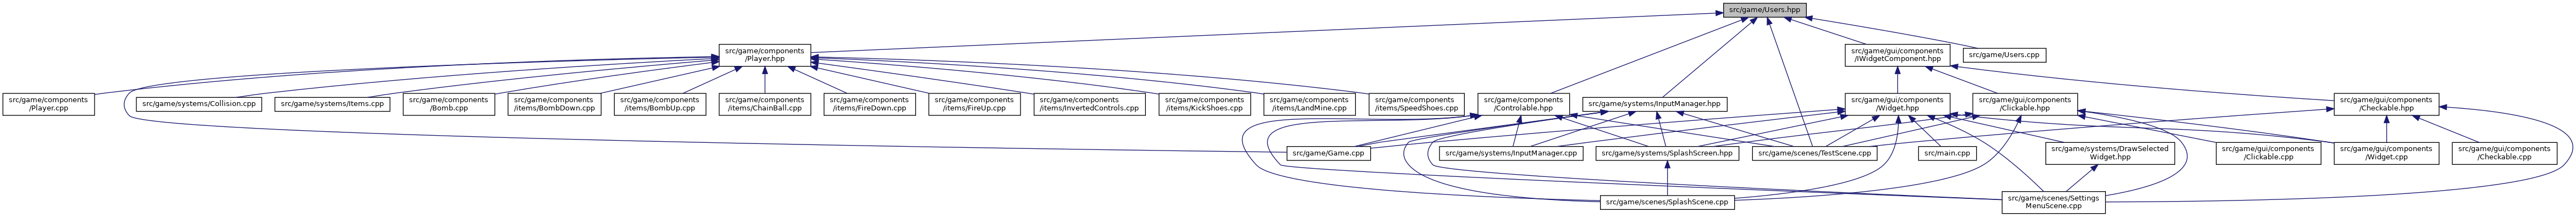 src/game/Users.hpp
src/game/components
/Player.hpp
src/game/gui/components
/IWidgetComponent.hpp
src/game/Users.cpp
src/game/components
/Player.cpp
src/game/systems/Collision.cpp
src/game/systems/Items.cpp
src/game/components
/Bomb.cpp
src/game/components
/items/BombDown.cpp
src/game/components
/items/BombUp.cpp
src/game/components
/items/ChainBall.cpp
src/game/components
/items/FireDown.cpp
src/game/components
/items/FireUp.cpp
src/game/components
/items/InvertedControls.cpp
src/game/components
/items/KickShoes.cpp
src/game/components
/items/LandMine.cpp
src/game/components
/items/SpeedShoes.cpp
src/game/components
/Controlable.hpp
src/game/systems/InputManager.hpp
src/game/gui/components
/Widget.hpp
src/game/gui/components
/Clickable.hpp
src/game/gui/components
/Checkable.hpp
src/game/Game.cpp
src/game/systems/InputManager.cpp
src/game/systems/SplashScreen.hpp
src/game/scenes/TestScene.cpp
src/main.cpp
src/game/systems/DrawSelected
Widget.hpp
src/game/gui/components
/Clickable.cpp
src/game/gui/components
/Widget.cpp
src/game/gui/components
/Checkable.cpp
src/game/scenes/SplashScene.cpp
src/game/scenes/Settings
MenuScene.cpp